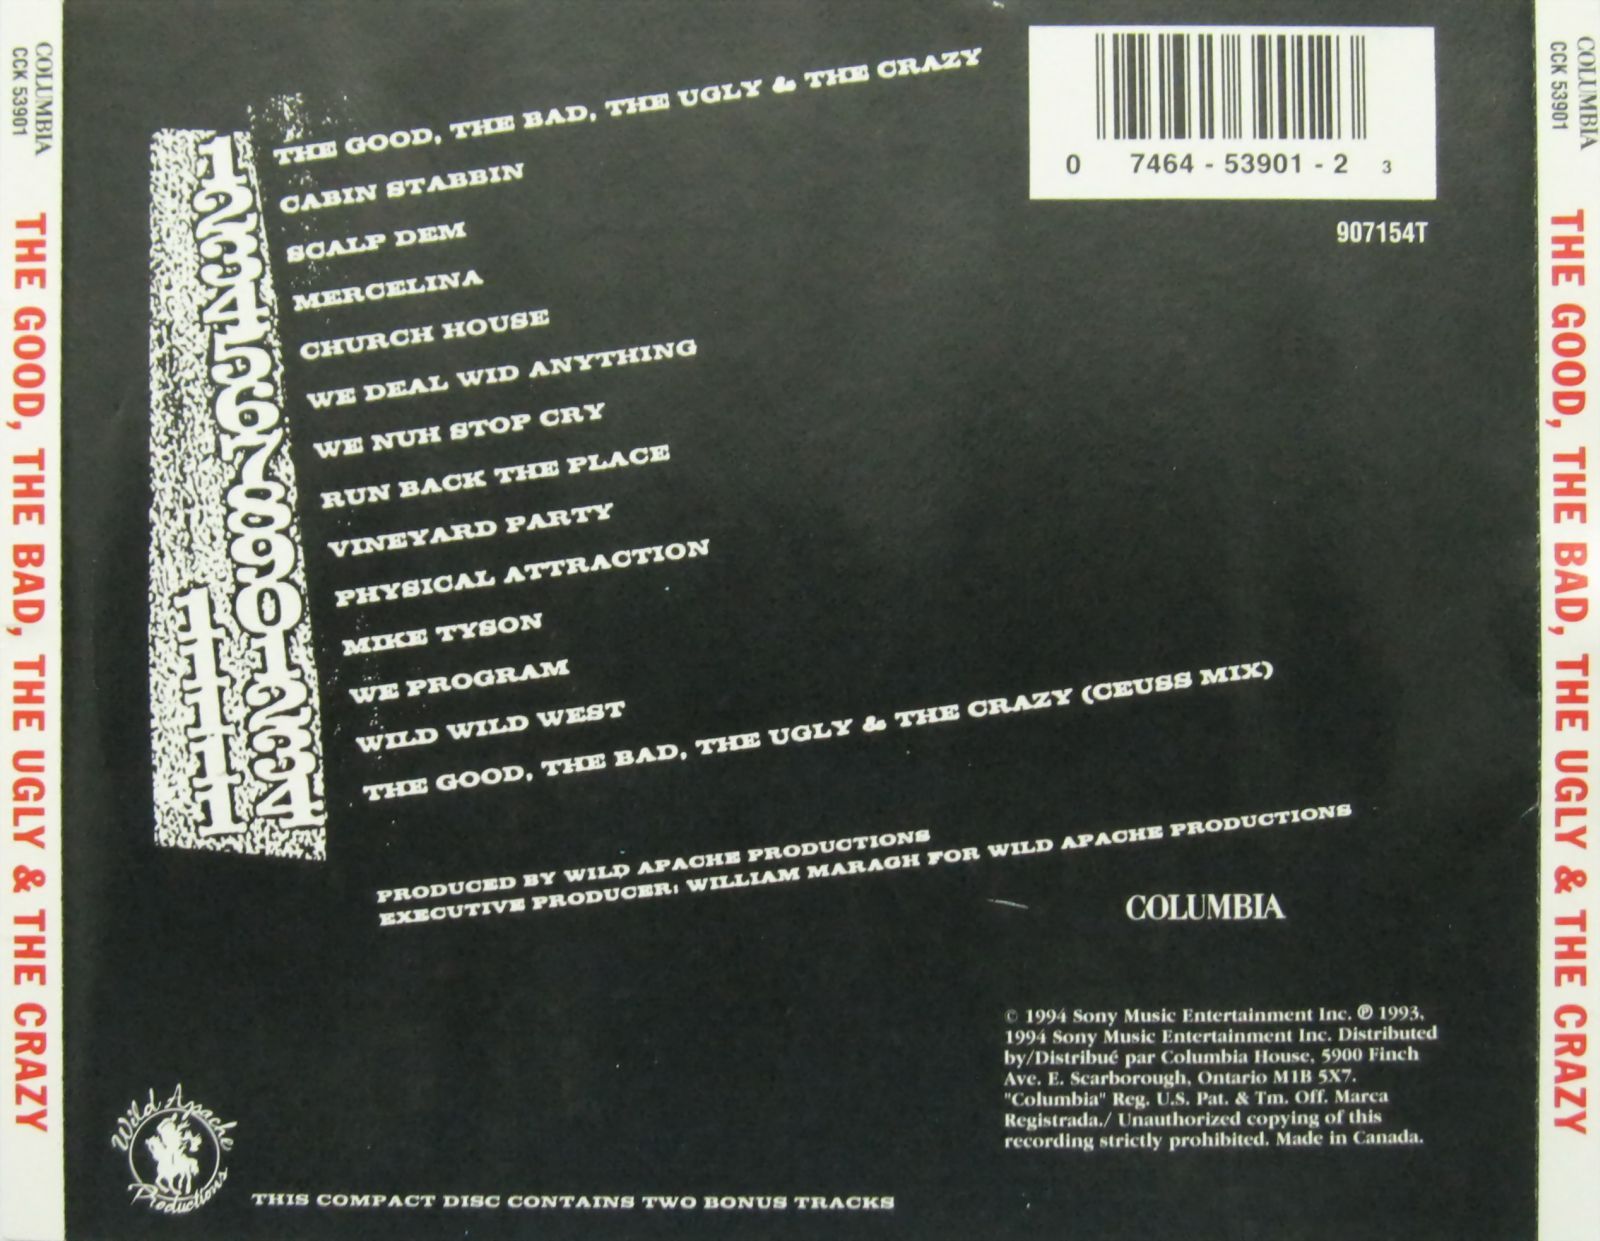 COLUMBIA
CCK 53901
THE GOOD, THE BAD, THE UGLY & THE CRAZY
1 THE GOOD, THE BAD, THE UGLY & THE CRAZY
2 CABIN STABBIN
3 SCALP DEM
4 MERCELINA
5 CHURCH HOUSE
6 WE DEAL WID ANYTHING
7 WE NUH STOP CRY
8 RUN BACK THE PLACE
9 VINEYARD PARTY
10 PHYSICAL ATTRACTION
11 MIKE TYSON
12 WE PROGRAM
13 WILD WILD WEST
14 THE GOOD, THE BAD, THE UGLY & THE CRAZY (CEUSS MIX)
PRODUCED BY WILD APACHE PRODUCTIONS
EXECUTIVE PRODUCER: WILLIAM MARAGH FOR WILD APACHE PRODUCTIONS
0 7464 - 53901 - 2 3
907154T
COLUMBIA
© 1994 Sony Music Entertainment Inc. ℗ 1993,
1994 Sony Music Entertainment Inc. Distributed
by/Distribué par Columbia House, 5900 Finch
Ave. E. Scarborough, Ontario M1B 5X7.
"Columbia" Reg. U.S. Pat. & Tm. Off. Marca
Registrada./ Unauthorized copying of this
recording strictly prohibited. Made in Canada.
Wild Apache
Productions
THIS COMPACT DISC CONTAINS TWO BONUS TRACKS
COLUMBIA
CCK 53901
THE GOOD, THE BAD, THE UGLY & THE CRAZY